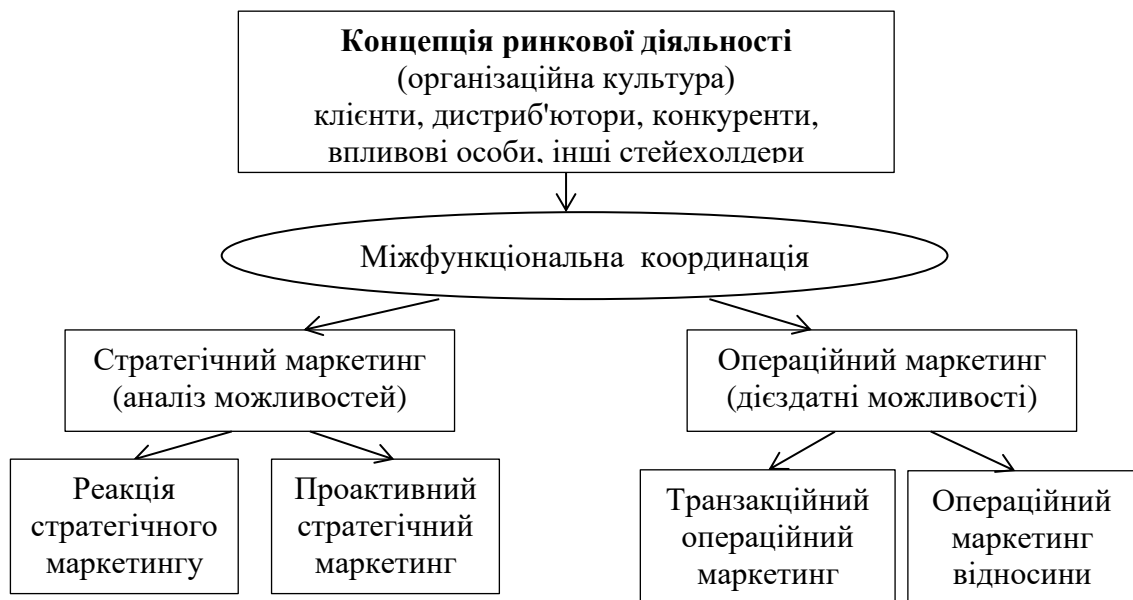 Концепція ринкової діяльності
(організаційна культура)
клієнти, дистриб'ютори, конкуренти,
впливові особи, інші стейехолдери
Міжфункціональна координація
Стратегічний маркетинг
(аналіз можливостей)
Операційний маркетинг
(дієздатні можливості)
Реакція
стратегічного
маркетингу
Проактивний
стратегічний
маркетинг
Транзакційний
операційний
маркетинг
Операційний
маркетинг
відносини